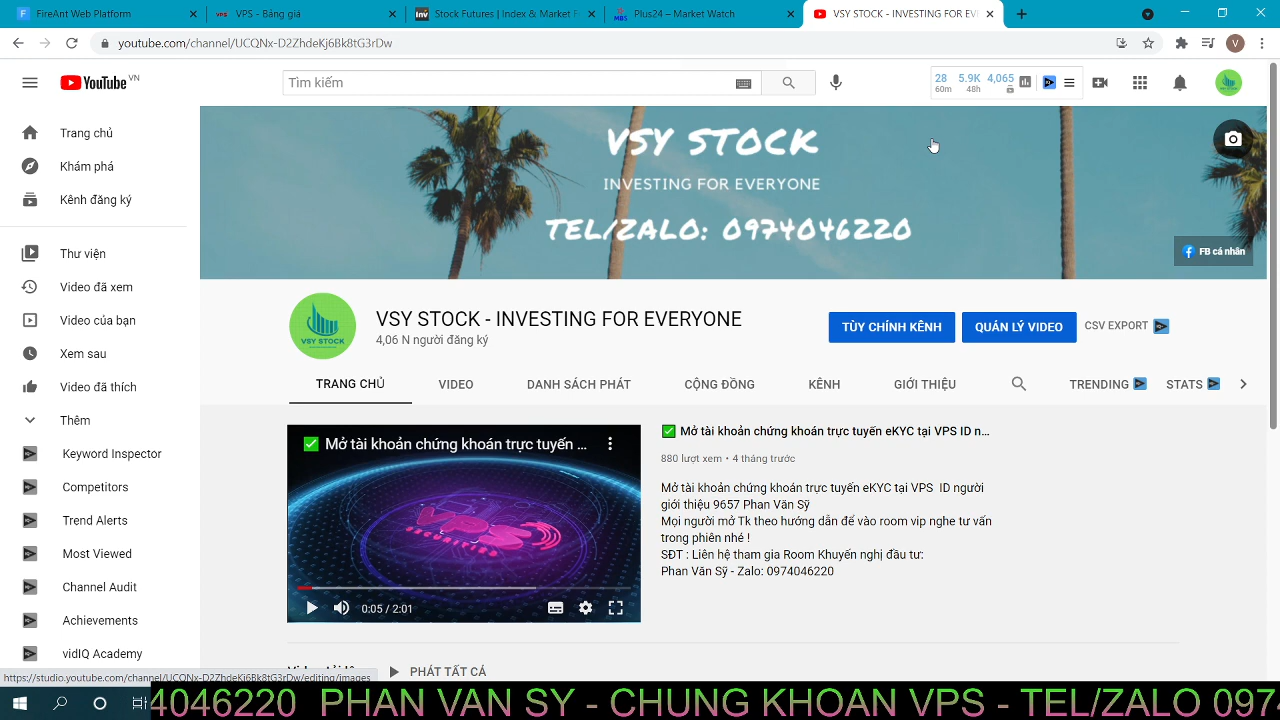 FireAnt Web Platform
VPS - Bảng giá
Stock Futures | Index & Market F
Plus24 – Market Watch
VSY STOCK - INVESTING FOR EV
youtube.com/channel/UCQNx-D2ZhdeKj6Bk8tG3rDw
V
YouTube VN
Tìm kiếm
28 5.9K 4,065
60m 48h
Trang chủ
Khám phá
Kênh đăng ký
Thư viện
Video đã xem
Video của bạn
Xem sau
Video đã thích
Thêm
Keyword Inspector
Competitors
Trend Alerts
Most Viewed
Channel Audit
Achievements
vidIQ Academy
VSY STOCK
INVESTING FOR EVERYONE
TEL/ZALO: 0974046220
FB cá nhân
VSY STOCK
VSY STOCK - INVESTING FOR EVERYONE
4,06 N người đăng ký
TÙY CHỈNH KÊNH
QUẢN LÝ VIDEO
CSV EXPORT
TRANG CHỦ
VIDEO
DANH SÁCH PHÁT
CỘNG ĐỒNG
KÊNH
GIỚI THIỆU
TRENDING
STATS
✅ Mở tài khoản chứng khoán trực tuyến ...
VPS
0:05 / 2:01
✅ Mở tài khoản chứng khoán trực tuyến eKYC tại VPS ID n...
880 lượt xem • 4 tháng trước
Mở tài khoản chứng khoán trực tuyến eKYC tại VPS ID người
giới thiệu 9657 Phan Văn Sỹ
Mọi người mở Tk theo hướng dẫn để vào room vip nghe tư vấn
trong phiên nhé !
SĐT : Liên hệ tham gia Room Khuyến nghị đầu tư:
Phan Văn Sỹ - Zalo: 0974046220
PHÁT TẤT CẢ
https://studio.youtube.com/channel/UCQNx-D2ZhdeKj6Bk8tG3rDw/editing/images
4046220 PHAN VAN SY - CHUNG KHOAN VPS - TEL/ZALO 097